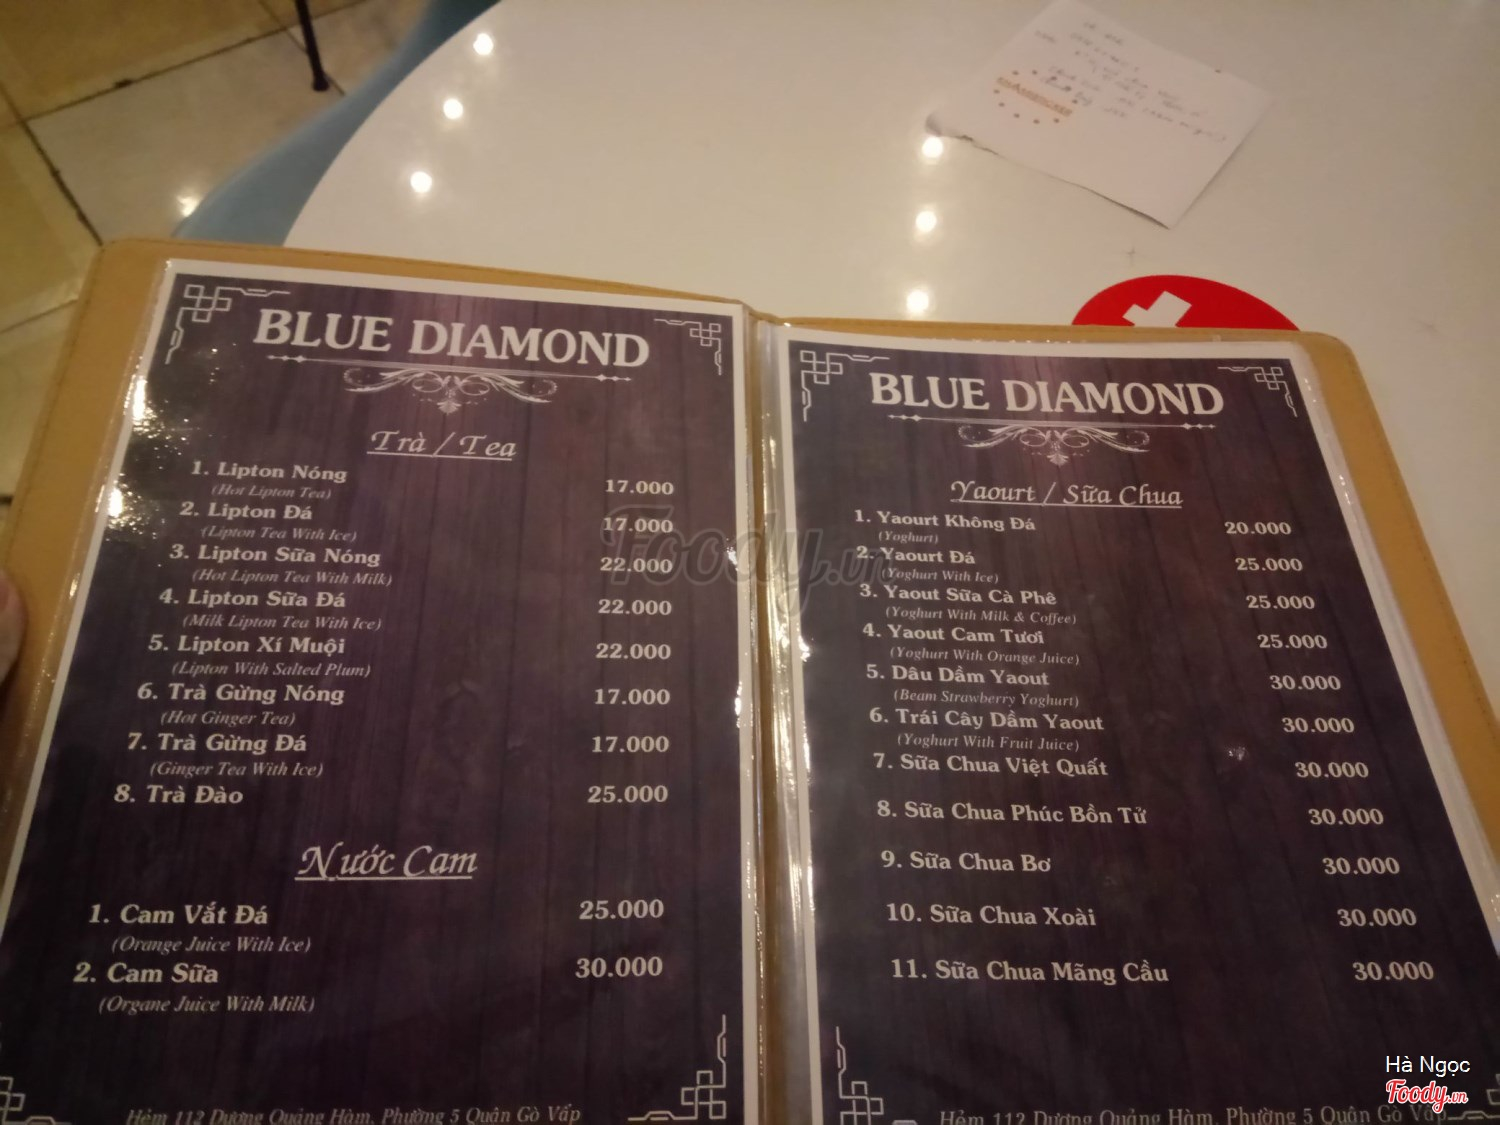 BLUE DIAMOND
Trà / Tea
1. Lipton Nóng 17.000
(Hot Lipton Tea)
2. Lipton Đá 17.000
(Lipton Tea With Ice)
3. Lipton Sữa Nóng 22.000
(Hot Lipton Tea With Milk)
4. Lipton Sữa Đá 22.000
(Milk Lipton Tea With Ice)
5. Lipton Xí Muội 22.000
(Lipton With Salted Plum)
6. Trà Gừng Nóng 17.000
(Hot Ginger Tea)
7. Trà Gừng Đá 17.000
(Ginger Tea With Ice)
8. Trà Đào 25.000
Nước Cam
1. Cam Vắt Đá 25.000
(Orange Juice With Ice)
2. Cam Sữa 30.000
(Organe Juice With Milk)
Hẻm 112 Dương Quảng Hàm, Phường 5 Quận Gò Vấp
BLUE DIAMOND
Yaourt / Sữa Chua
1. Yaourt Không Đá 20.000
(Yoghurt)
2. Yaourt Đá 25.000
(Yoghurt With Ice)
3. Yaout Sữa Cà Phê 25.000
(Yoghurt With Milk & Coffee)
4. Yaout Cam Tươi 25.000
(Yoghurt With Orange Juice)
5. Dâu Dầm Yaout 30.000
(Beam Strawberry Yoghurt)
6. Trái Cây Dầm Yaout 30.000
(Yoghurt With Fruit Juice)
7. Sữa Chua Việt Quất 30.000
8. Sữa Chua Phúc Bồn Tử 30.000
9. Sữa Chua Bơ 30.000
10. Sữa Chua Xoài 30.000
11. Sữa Chua Mãng Cầu 30.000
Hẻm 112 Dương Quảng Hàm, Phường 5 Quận Gò Vấp
Foody.vn
Hà Ngọc
Foody.vn